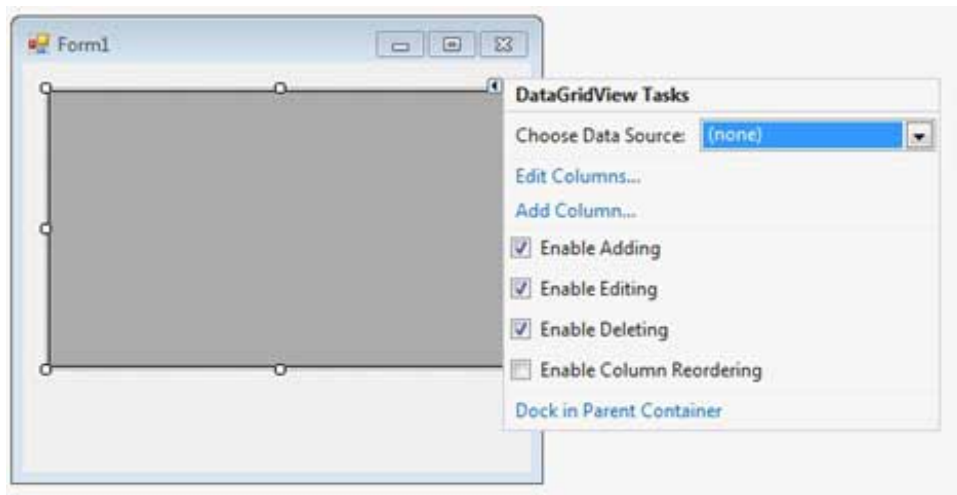 Form1
DataGridView Tasks
Choose Data Source: (none)
Edit Columns...
Add Column...
Enable Adding
Enable Editing
Enable Deleting
Enable Column Reordering
Dock in Parent Container